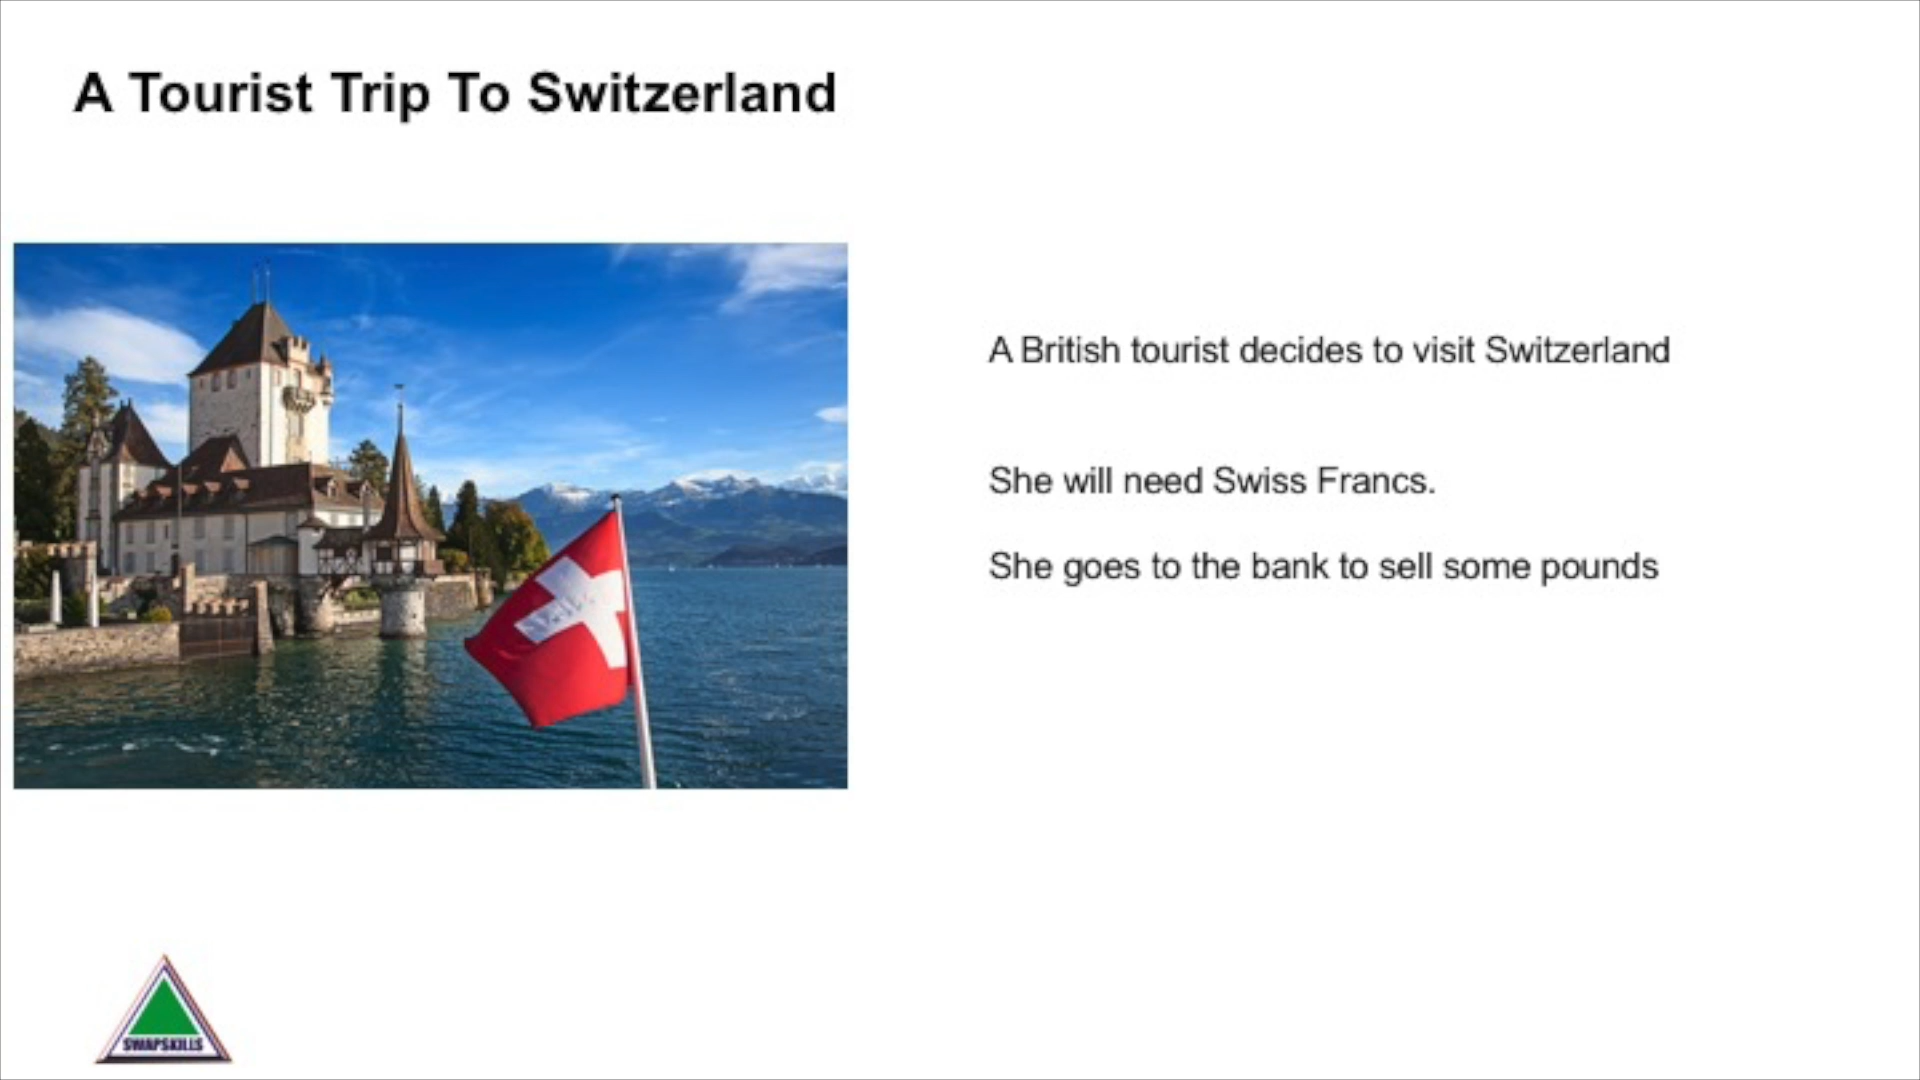 A Tourist Trip To Switzerland
A British tourist decides to visit Switzerland
She will need Swiss Francs.
She goes to the bank to sell some pounds
SWAPSKILLS